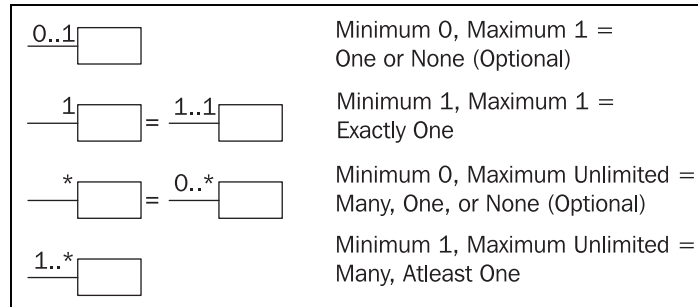 0..1
Minimum 0, Maximum 1 =
One or None (Optional)
1 = 1..1
Minimum 1, Maximum 1 =
Exactly One
* = 0..*
Minimum 0, Maximum Unlimited =
Many, One, or None (Optional)
1..*
Minimum 1, Maximum Unlimited =
Many, Atleast One